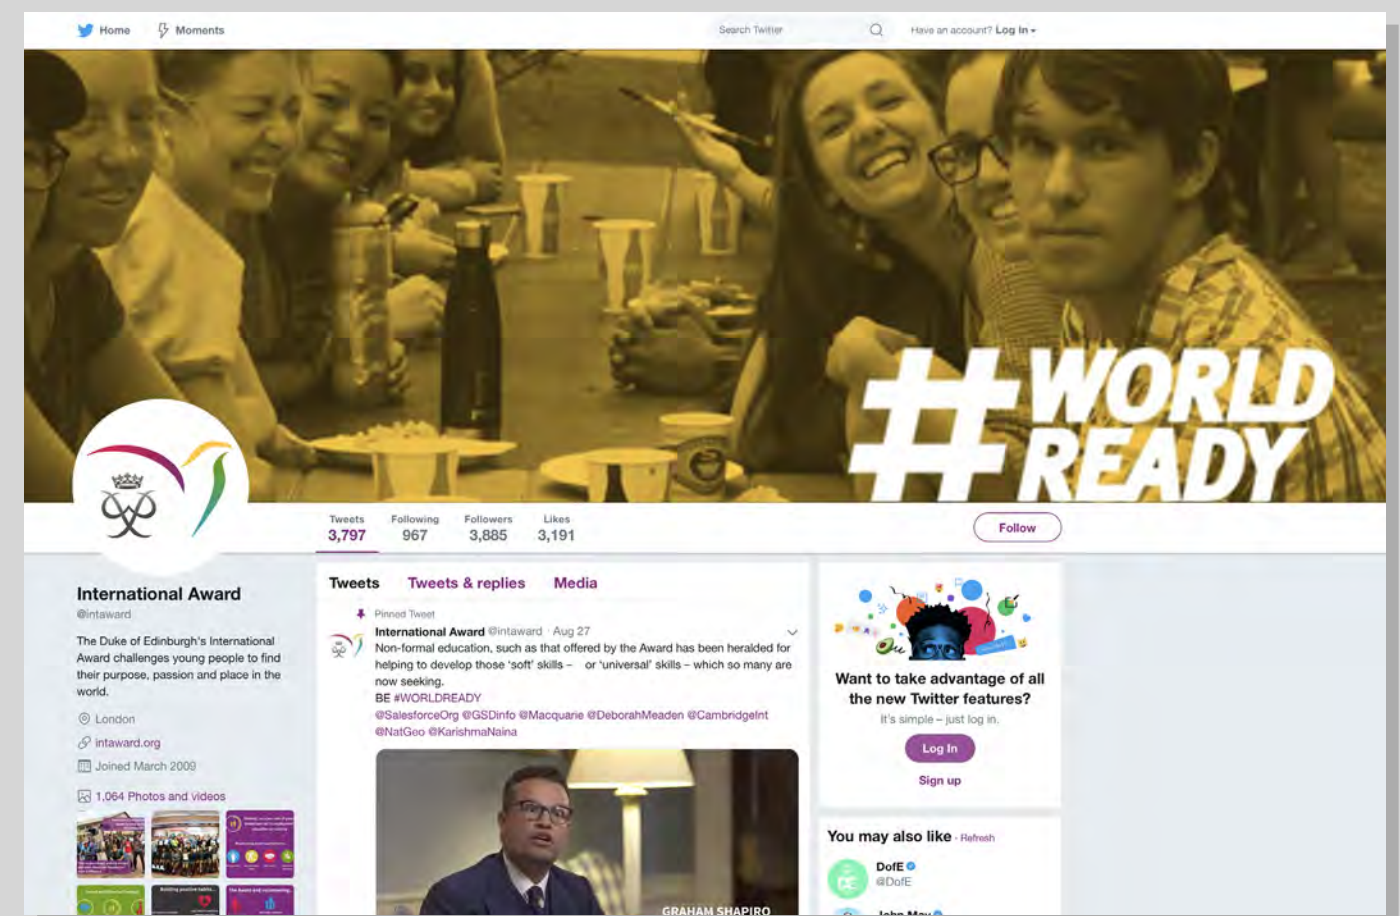 Home
Moments
Search Twitter
Have an account? Log In
#WORLD
READY
Tweets
3,797
Following
967
Followers
3,885
Likes
3,191
Follow
International Award
@intaward
The Duke of Edinburgh's International
Award challenges young people to find
their purpose, passion and place in the
world.
London
intaward.org
Joined March 2009
1,064 Photos and videos
Tweets
Tweets & replies
Media
Pinned Tweet
International Award @intaward · Aug 27
Non-formal education, such as that offered by the Award has been heralded for
helping to develop those ‘soft’ skills – or ‘universal’ skills – which so many are
now seeking.
BE #WORLDREADY
@SalesforceOrg @GSDinfo @Macquarie @DeborahMeaden @CambridgeInt
@NatGeo @KarishmaNaina
GRAHAM SHAPIRO
Want to take advantage of all
the new Twitter features?
It's simple – just log in.
Log In
Sign up
You may also like · Refresh
DofE
@DofE
John May